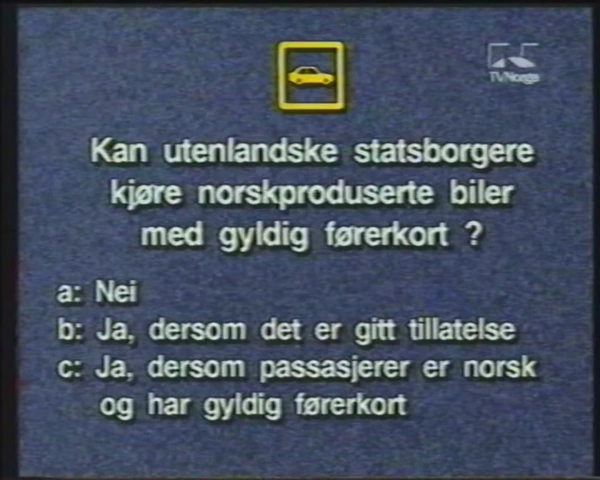 TVNorge
Kan utenlandske statsborgere
kjøre norskproduserte biler
med gyldig førerkort ?
a: Nei
b: Ja, dersom det er gitt tillatelse
c: Ja, dersom passasjerer er norsk
og har gyldig førerkort